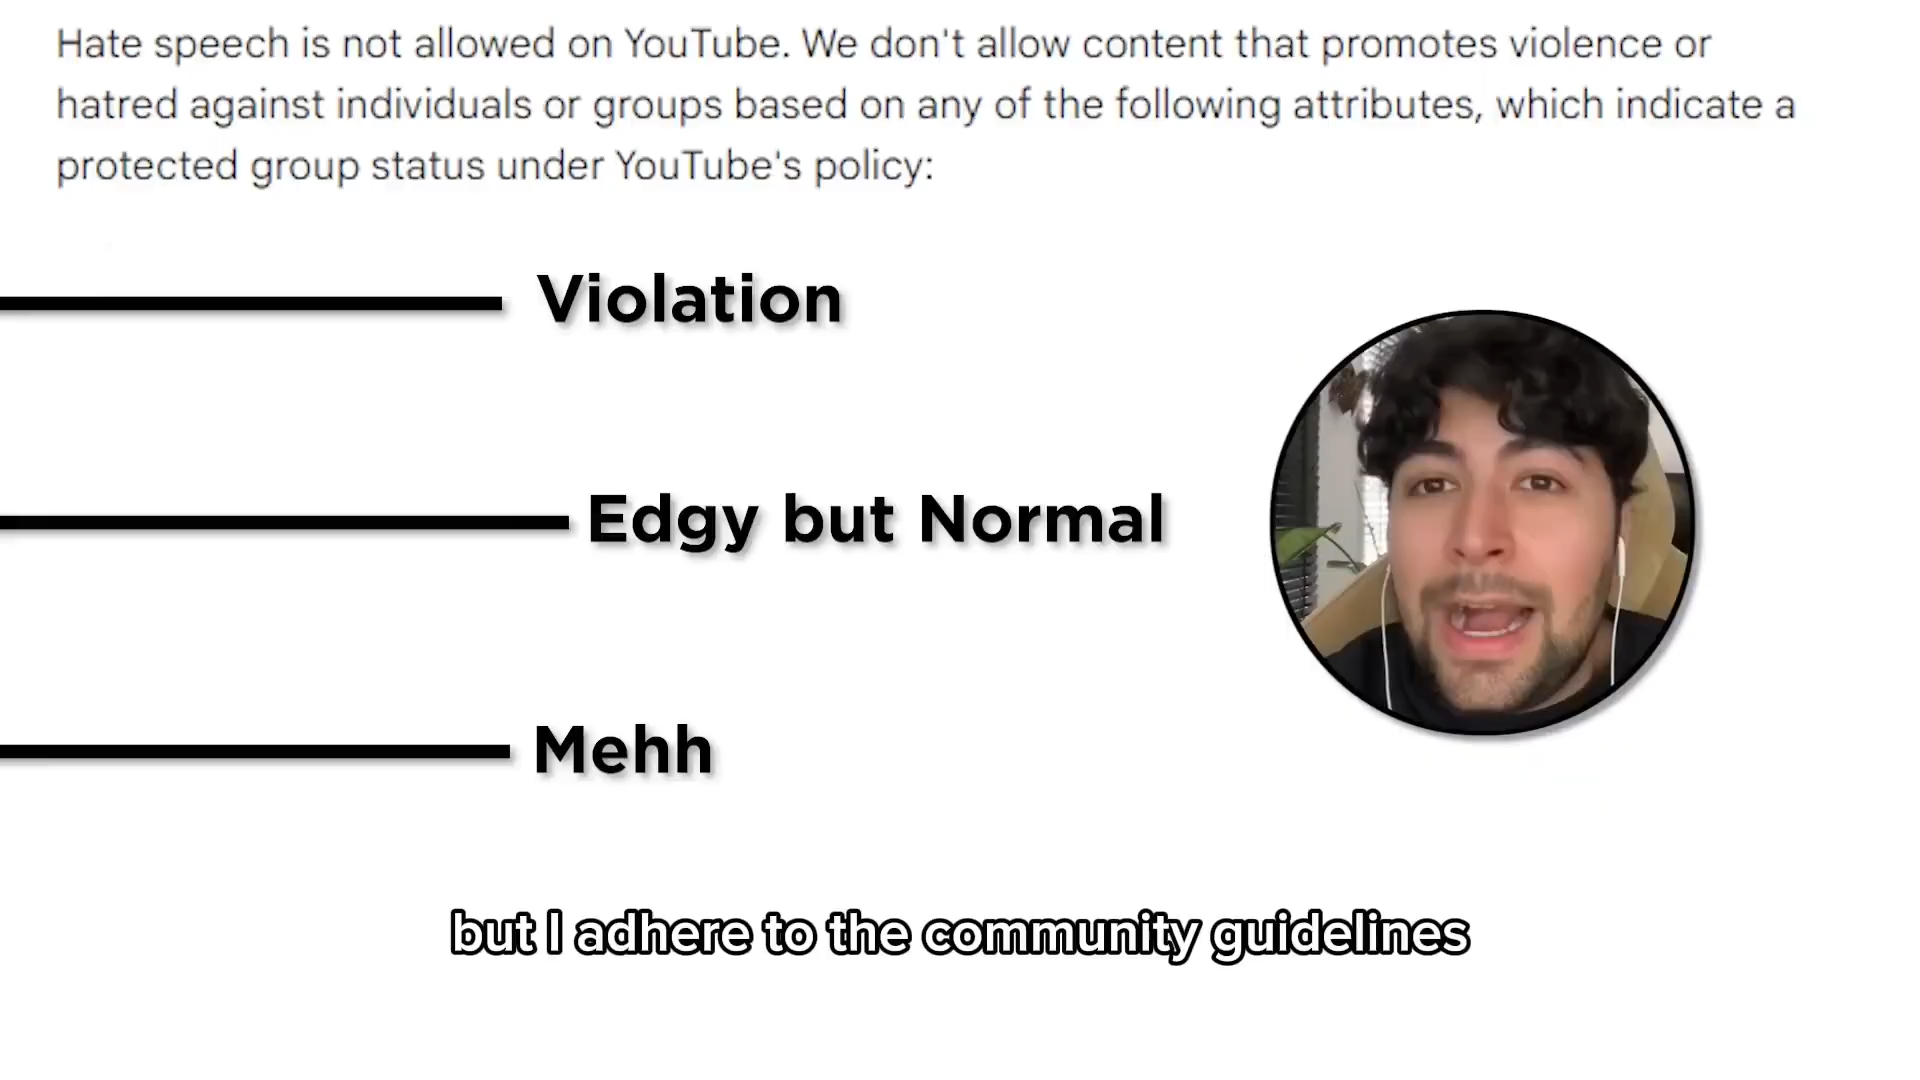 Hate speech is not allowed on YouTube. We don't allow content that promotes violence or
hatred against individuals or groups based on any of the following attributes, which indicate a
protected group status under YouTube's policy:
Violation
Edgy but Normal
Mehh
but I adhere to the community guidelines